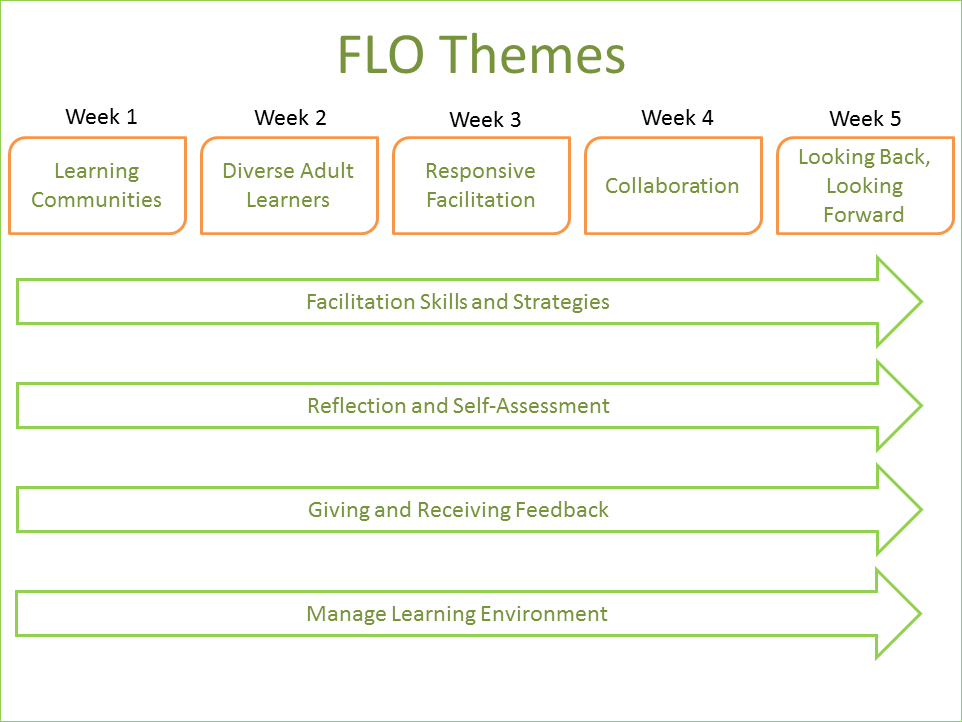 FLO Themes
Week 1
Week 2
Week 3
Week 4
Week 5
Learning
Communities
Diverse Adult
Learners
Responsive
Facilitation
Collaboration
Looking Back,
Looking
Forward
Facilitation Skills and Strategies
Reflection and Self-Assessment
Giving and Receiving Feedback
Manage Learning Environment